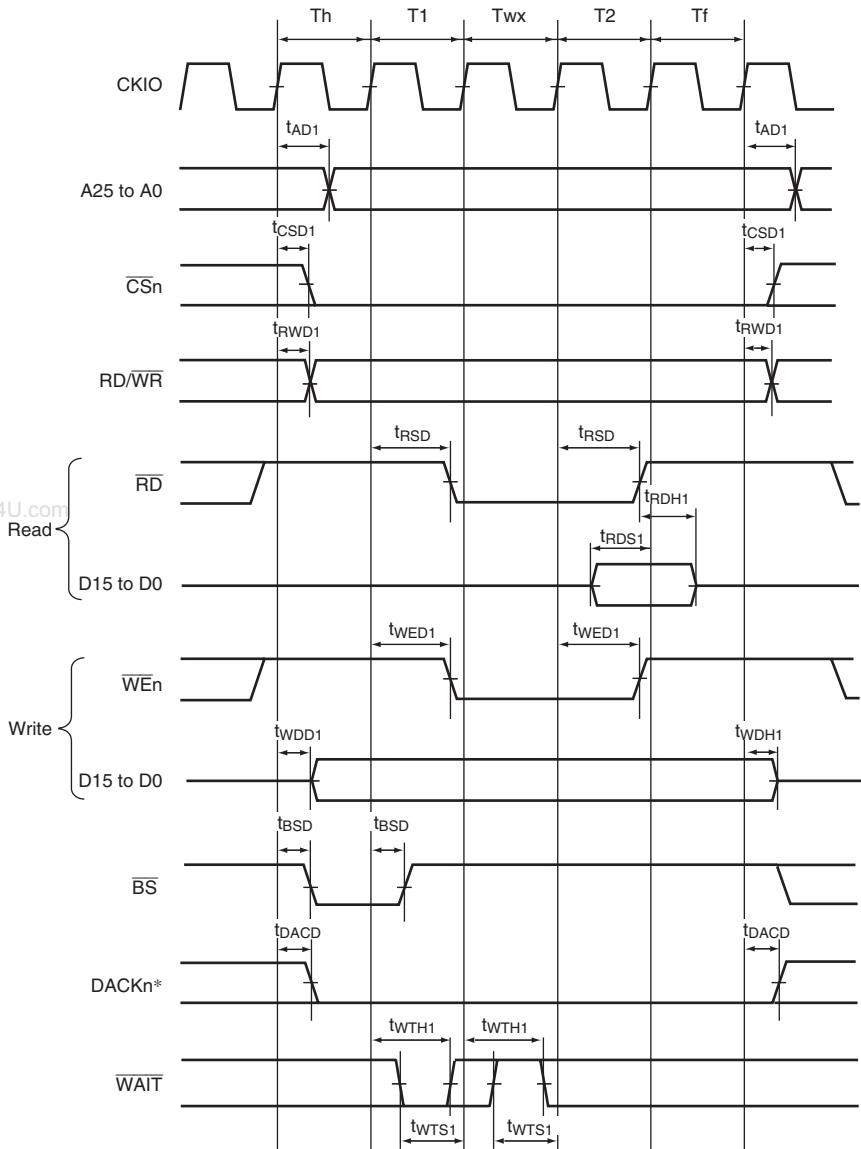 Th T1 Twx T2 Tf
CKIO
tAD1 tAD1
A25 to A0
tCSD1 tCSD1
CSn
tRWD1 tRWD1
RD/WR
tRSD tRSD
RD
4U.com
tRDH1
Read
tRDS1
D15 to D0
tWED1 tWED1
WEn
Write
tWDD1 tWDH1
D15 to D0
tBSD tBSD
BS
tDACD tDACD
DACKn*
tWTH1 tWTH1
WAIT
tWTS1 tWTS1